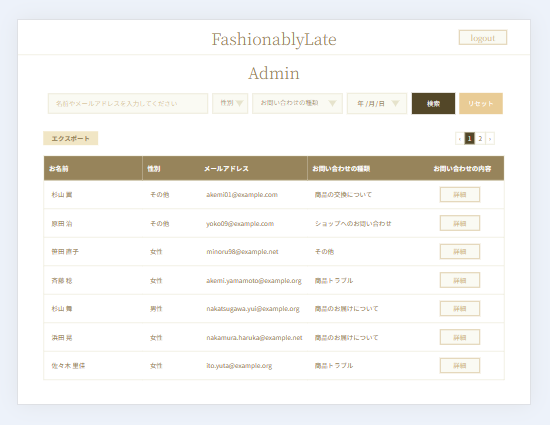 FashionablyLate
logout
Admin
名前やメールアドレスを入力してください 性別 お問い合わせの種類 年/月/日 検索 リセット
エクスポート ‹ 1 2 ›
お名前 性別 メールアドレス お問い合わせの種類 お問い合わせの内容
杉山 翼 その他 akemi01@example.com 商品の交換について 詳細
原田 治 その他 yoko09@example.com ショップへのお問い合わせ 詳細
笹田 直子 女性 minoru98@example.net その他 詳細
斉藤 稔 女性 akemi.yamamoto@example.org 商品トラブル 詳細
杉山 舞 男性 nakatsugawa.yui@example.org 商品のお届けについて 詳細
浜田 晃 女性 nakamura.haruka@example.net 商品のお届けについて 詳細
佐々木 里佳 女性 ito.yuta@example.org 商品トラブル 詳細